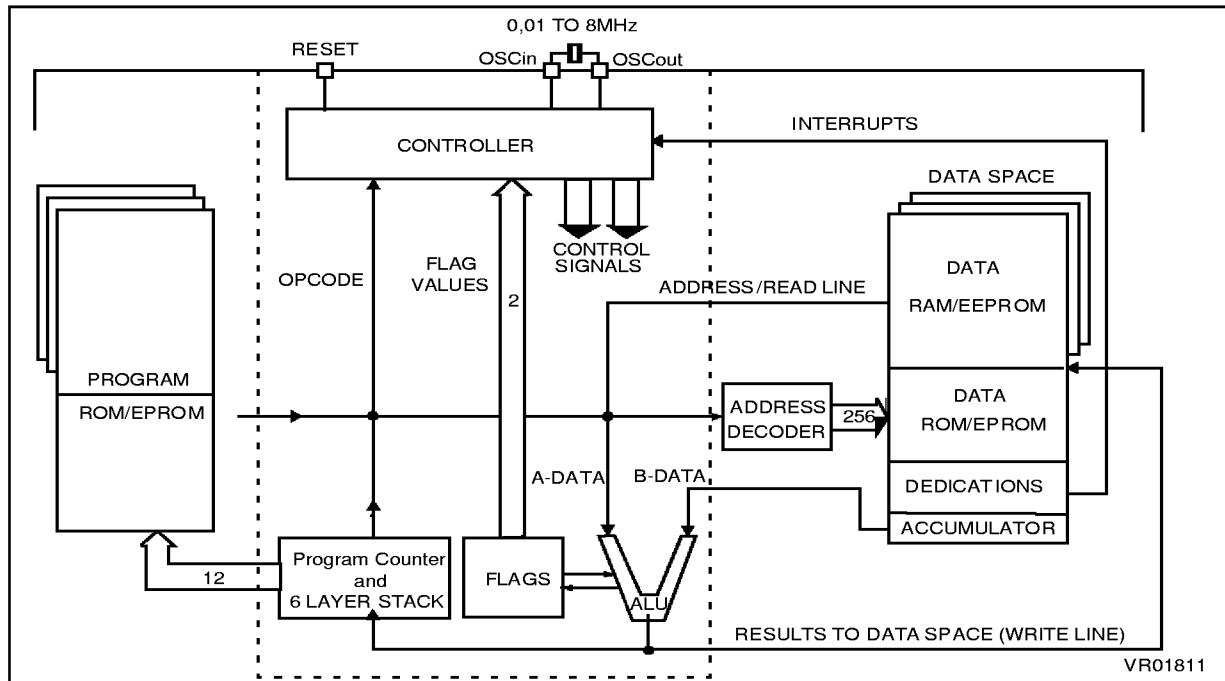 0,01 TO 8MHz
RESET
OSCin
OSCout
INTERRUPTS
CONTROLLER
DATA SPACE
CONTROL
SIGNALS
FLAG
VALUES
OPCODE
DATA
RAM/EEPROM
ADDRESS/READ LINE
2
PROGRAM
ROM/EPROM
ADDRESS
DECODER
256
DATA
ROM/EPROM
A-DATA
B-DATA
DEDICATIONS
ACCUMULATOR
12
Program Counter
and
6 LAYER STACK
FLAGS
ALU
RESULTS TO DATA SPACE (WRITE LINE)
VR01811